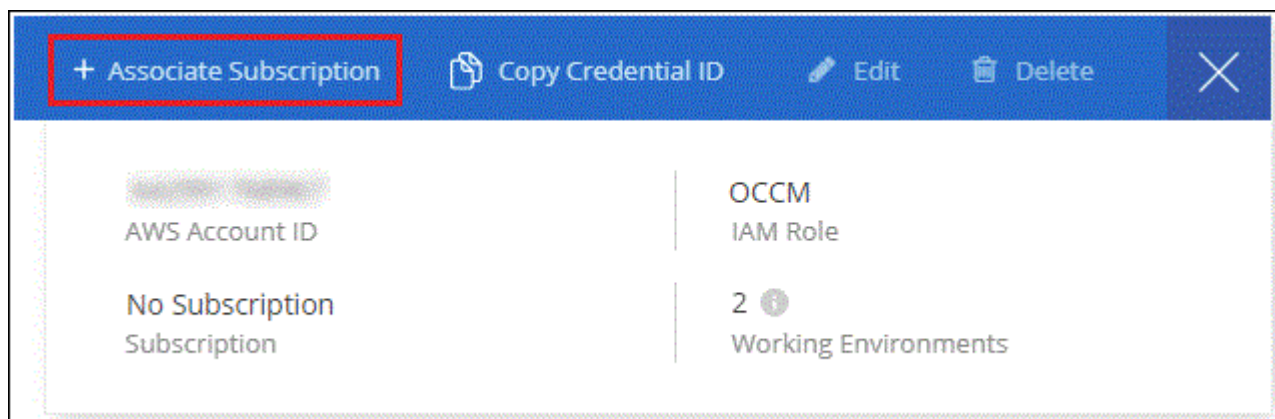 + Associate Subscription Copy Credential ID Edit Delete
OCCM
AWS Account ID IAM Role
No Subscription 2
Subscription Working Environments